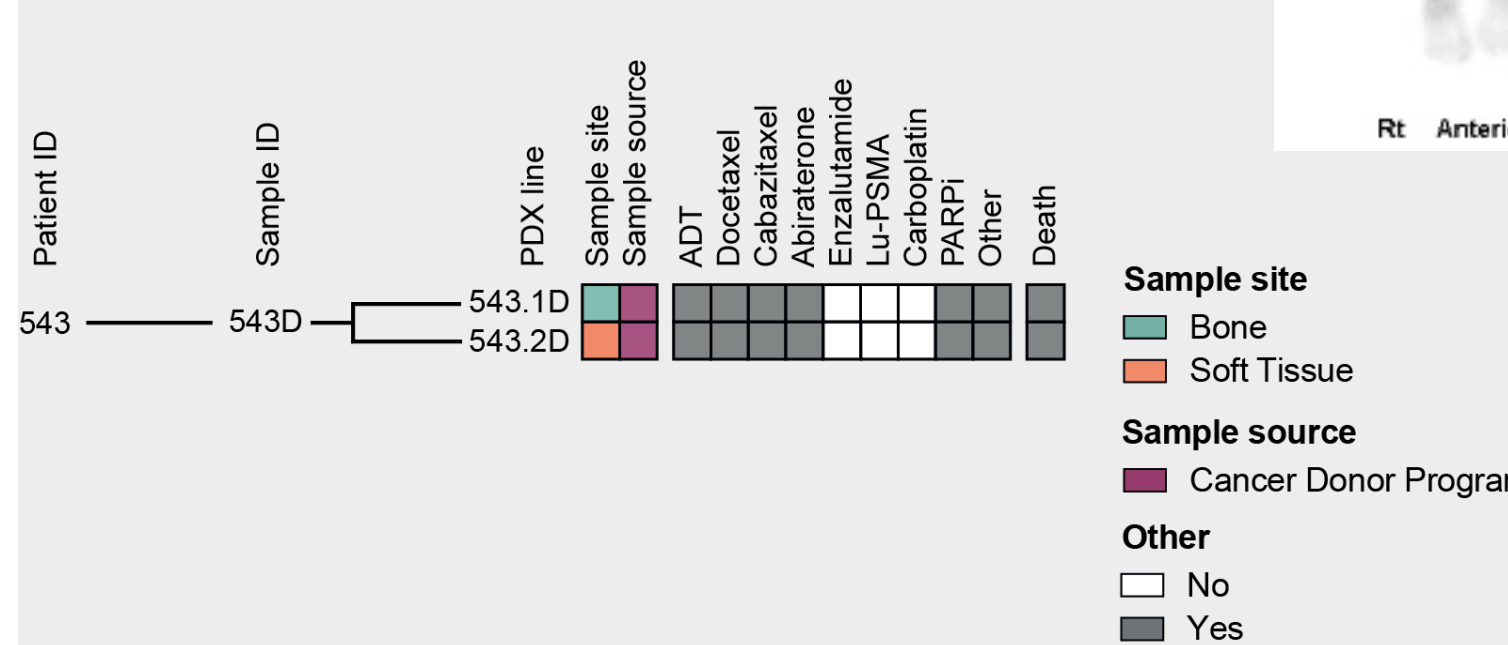 Rt Anteri
Patient ID
Sample ID
PDX line
Sample site
Sample source
ADT
Docetaxel
Cabazitaxel
Abiraterone
Enzalutamide
Lu-PSMA
Carboplatin
PARPi
Other
Death
543
543D
543.1D
543.2D
Sample site
Bone
Soft Tissue
Sample source
Cancer Donor Progra
Other
No
Yes